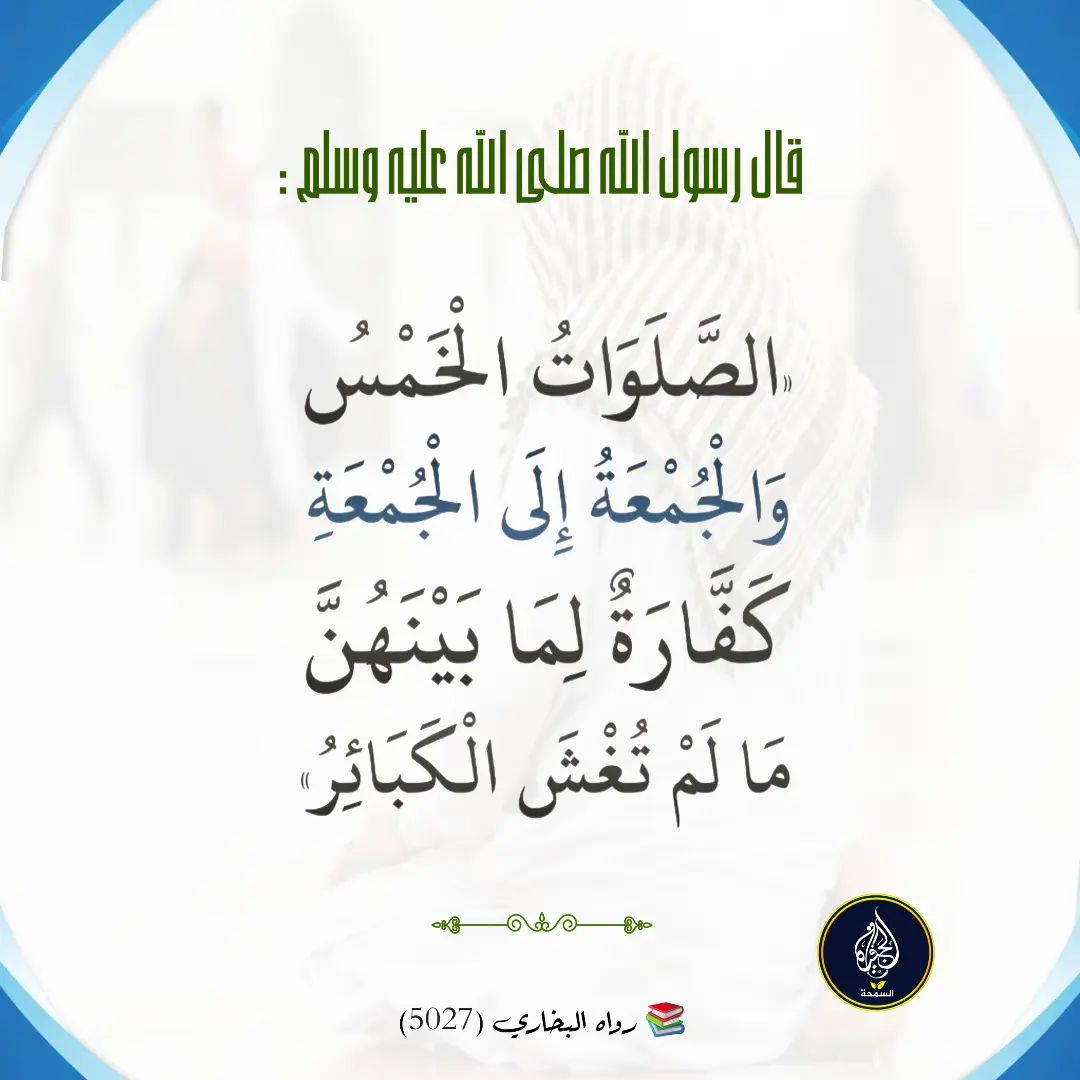 قال رسول الله صلى الله عليه وسلم :
«الصَّلَوَاتُ الْخَمْسُ
وَالْجُمْعَةُ إِلَى الْجُمْعَةِ
كَفَّارَةٌ لِمَا بَيْنَهُنَّ
مَا لَمْ تُغْشَ الْكَبَائِرُ»
السمحة
رواه البخاري (5027)